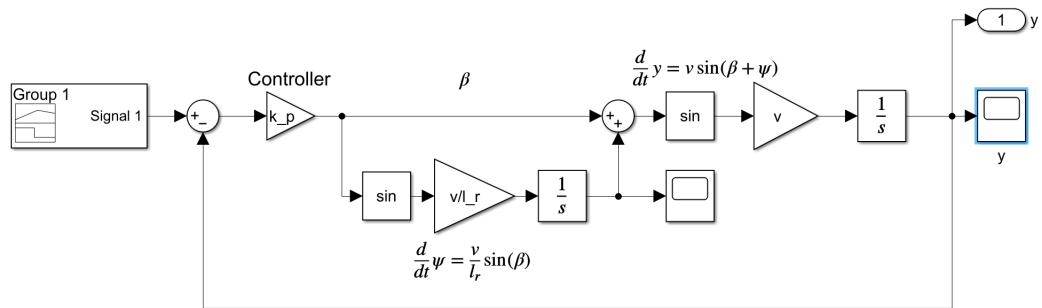 1 y
Group 1
Signal 1
+
−
Controller
k_p
β
d/dt y = v sin(β + ψ)
+
+
sin
v
1/s
y
sin
v/l_r
1/s
d/dt ψ = v/l_r sin(β)